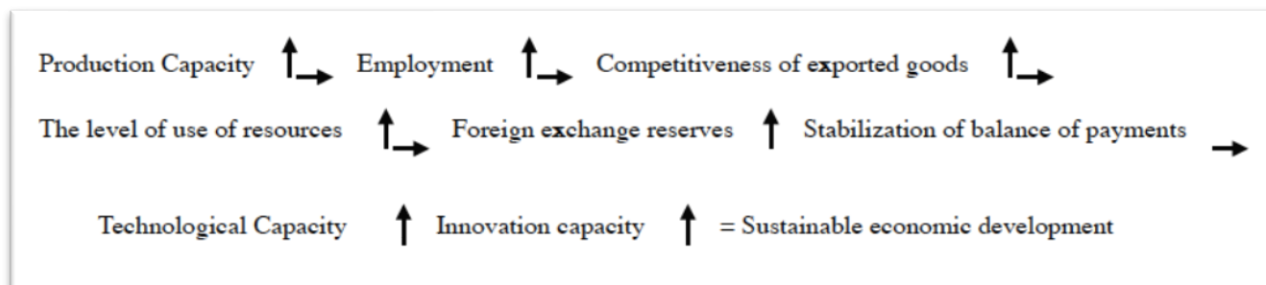 Production Capacity ↑→ Employment ↑→ Competitiveness of exported goods ↑→
The level of use of resources ↑→ Foreign exchange reserves ↑ Stabilization of balance of payments →
Technological Capacity ↑ Innovation capacity ↑ = Sustainable economic development